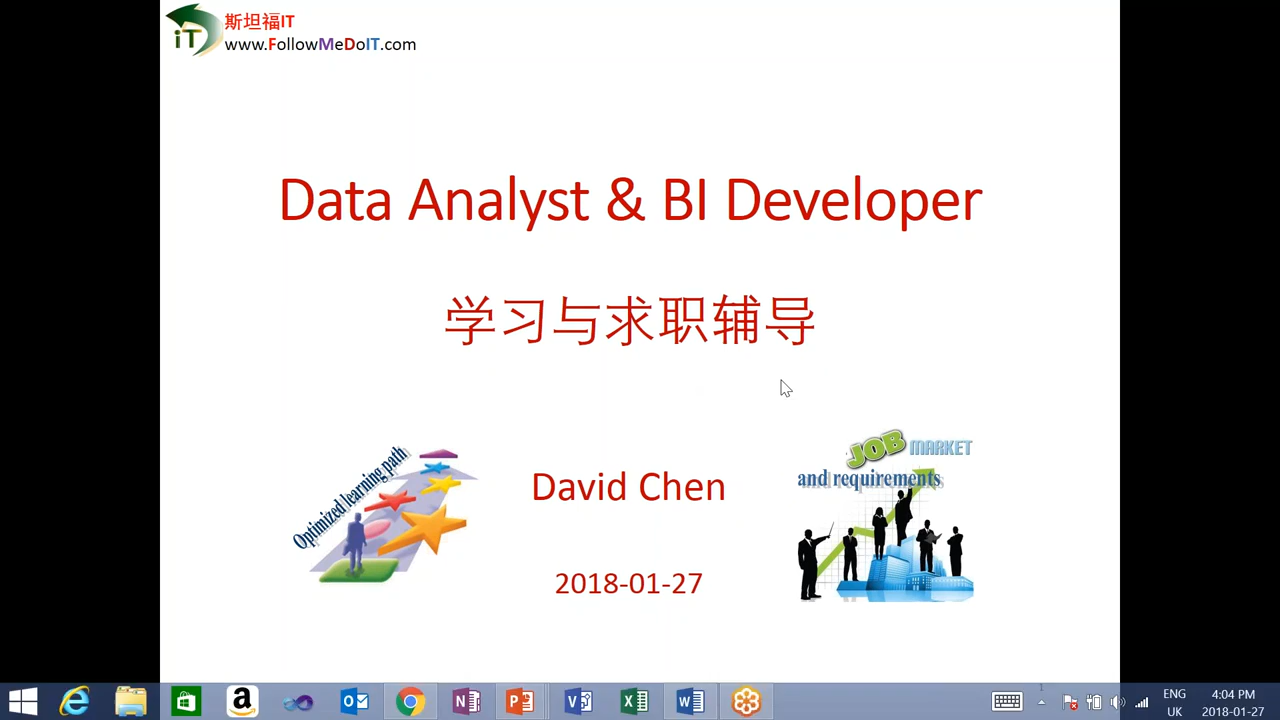 iT
斯坦福IT
www.FollowMeDoIT.com
Data Analyst & BI Developer
学习与求职辅导
Optimized learning path
David Chen
2018-01-27
JOB MARKET
and requirements
ENG
UK
4:04 PM
2018-01-27